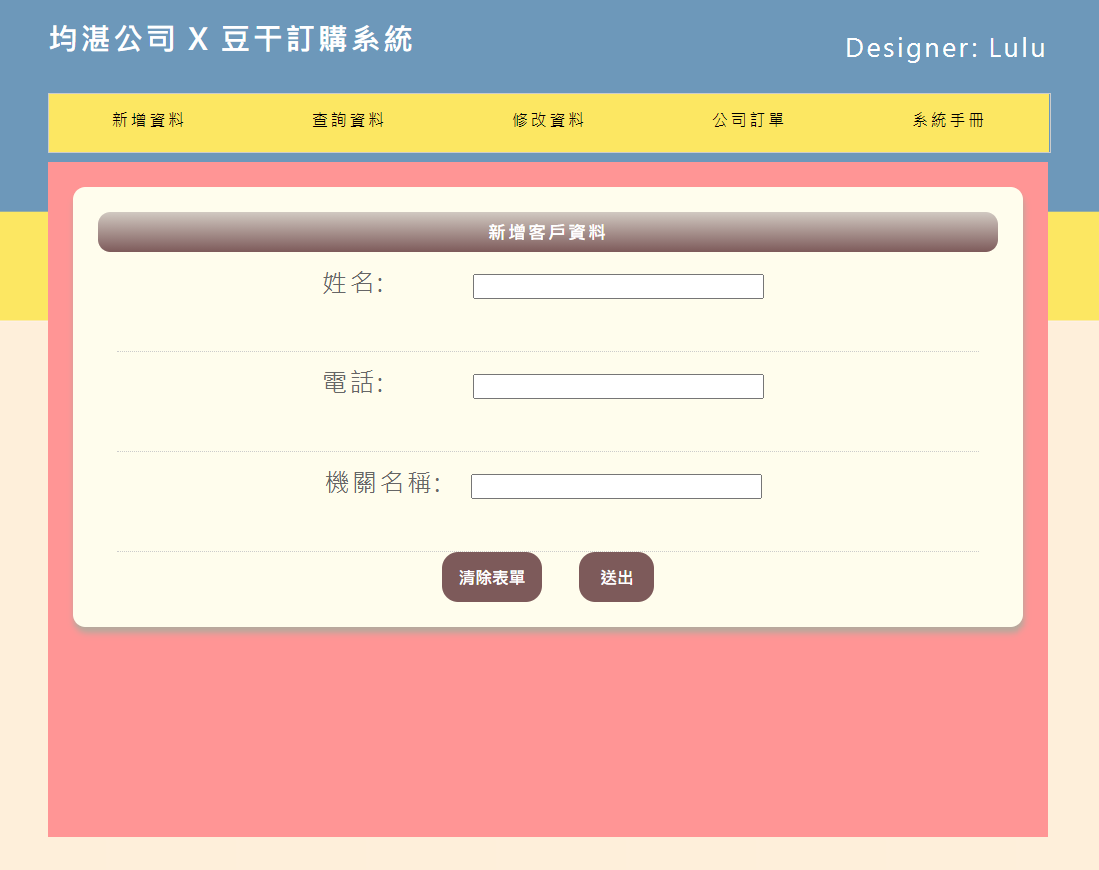 均湛公司 X 豆干訂購系統
Designer: Lulu
新增資料 查詢資料 修改資料 公司訂單 系統手冊
新增客戶資料
姓名:
電話:
機關名稱:
清除表單 送出